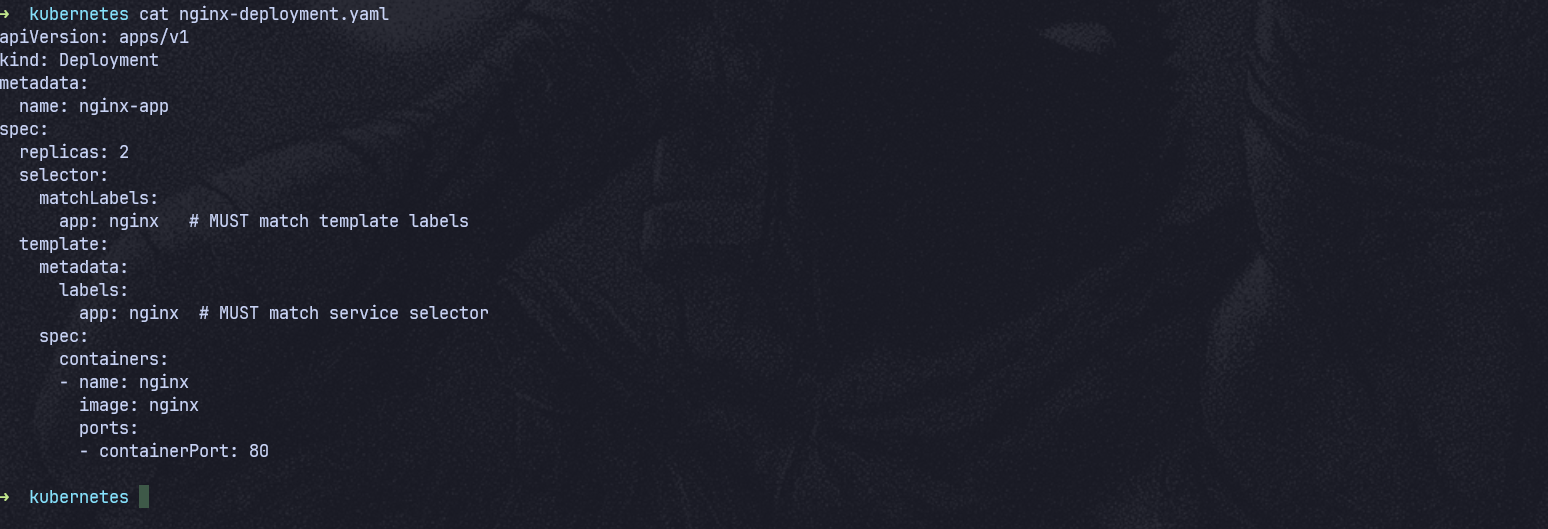 → kubernetes cat nginx-deployment.yaml
apiVersion: apps/v1
kind: Deployment
metadata:
  name: nginx-app
spec:
  replicas: 2
  selector:
    matchLabels:
      app: nginx   # MUST match template labels
  template:
    metadata:
      labels:
        app: nginx  # MUST match service selector
    spec:
      containers:
      - name: nginx
        image: nginx
        ports:
        - containerPort: 80
→ kubernetes